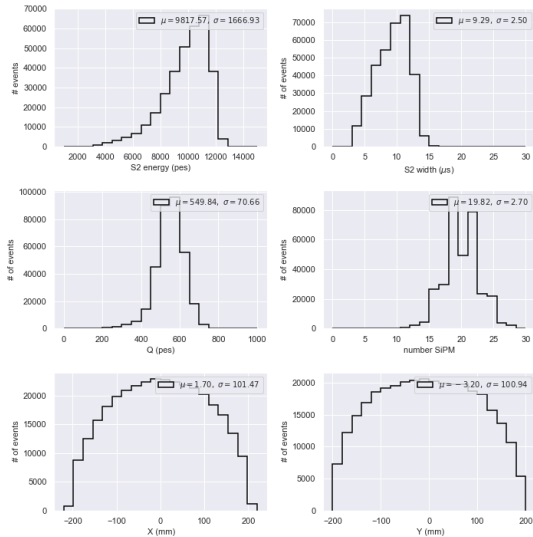 70000
60000
50000
40000
30000
20000
10000
0
# events
μ = 9817.57, σ = 1666.93
2000 4000 6000 8000 10000 12000 14000
S2 energy (pes)
70000
60000
50000
40000
30000
20000
10000
0
# of events
μ = 9.29, σ = 2.50
0 5 10 15 20 25 30
S2 width (μs)
100000
80000
60000
40000
20000
0
# of events
μ = 549.84, σ = 70.66
0 200 400 600 800 1000
Q (pes)
80000
60000
40000
20000
0
# of events
μ = 19.82, σ = 2.70
0 5 10 15 20 25 30
number SiPM
20000
15000
10000
5000
0
# of events
μ = 1.70, σ = 101.47
−200 −100 0 100 200
X (mm)
20000
15000
10000
5000
0
# of events
μ = −3.20, σ = 100.94
−200 −100 0 100 200
Y (mm)